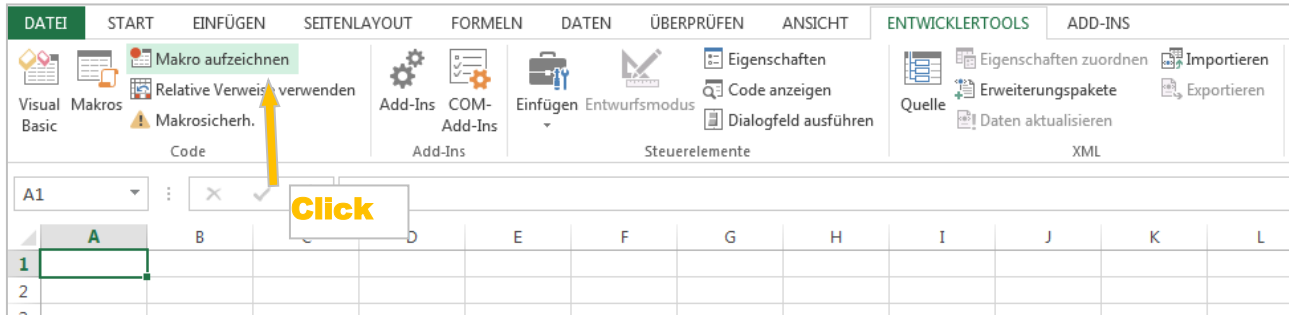 DATEI START EINFÜGEN SEITENLAYOUT FORMELN DATEN ÜBERPRÜFEN ANSICHT ENTWICKLERTOOLS ADD-INS
Visual Basic
Makros
Makro aufzeichnen
Relative Verweise verwenden
Makrosicherh.
Code
Add-Ins
COM-Add-Ins
Add-Ins
Einfügen
Entwurfsmodus
Eigenschaften
Code anzeigen
Dialogfeld ausführen
Steuerelemente
Quelle
Eigenschaften zuordnen
Erweiterungspakete
Daten aktualisieren
Importieren
Exportieren
XML
A1
Click
A B C D E F G H I J K L
1
2